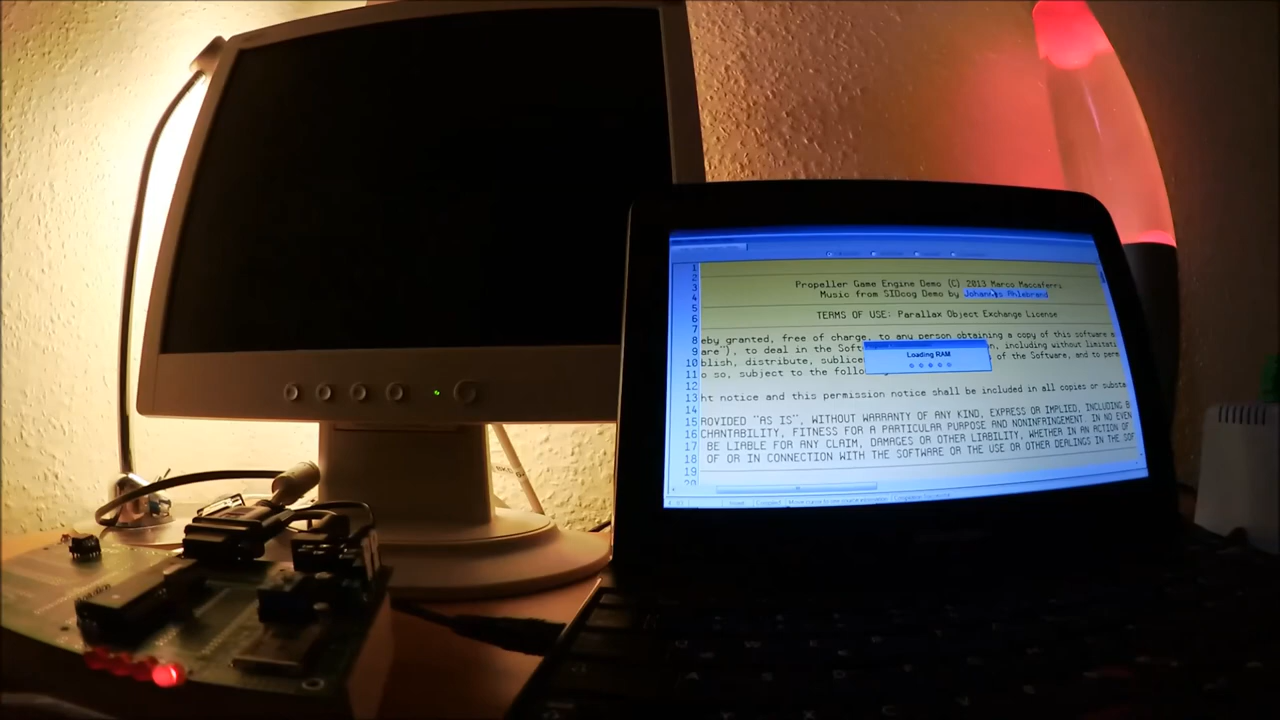 1
2
3 Propeller Game Engine Demo (C) 2013 Marco Maccaferri
4 Music from SIDcog Demo by Johannes Ahlebrand
5
6 TERMS OF USE: Parallax Object Exchange License
7
8 eby granted, free of charge, to any person obtaining a copy of this software a
9 are"), to deal in the Soft n, including without limitati
10 blish, distribute, sublice of the Software, and to perm
11 o so, subject to the follo
Loading RAM
12
13 ht notice and this permission notice shall be included in all copies or substa
14
15 ROVIDED "AS IS", WITHOUT WARRANTY OF ANY KIND, EXPRESS OR IMPLIED, INCLUDING B
16 CHANTABILITY, FITNESS FOR A PARTICULAR PURPOSE AND NONINFRINGEMENT. IN NO EVEN
17 BE LIABLE FOR ANY CLAIM, DAMAGES OR OTHER LIABILITY, WHETHER IN AN ACTION OF
18 OF OR IN CONNECTION WITH THE SOFTWARE OR THE USE OR OTHER DEALINGS IN THE SOF
19
20
Insert Compiled